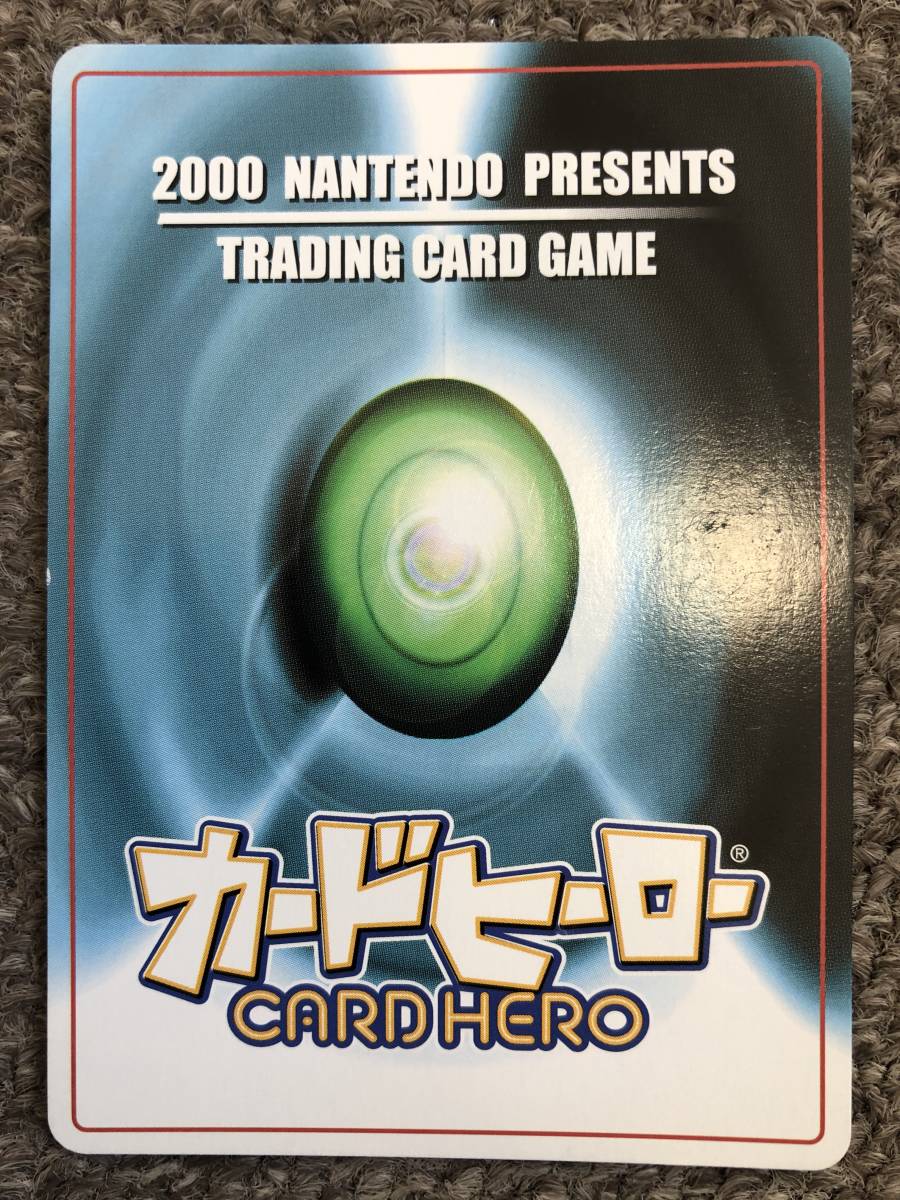 2000 NANTENDO PRESENTS
TRADING CARD GAME
カードヒーロー®
CARD HERO